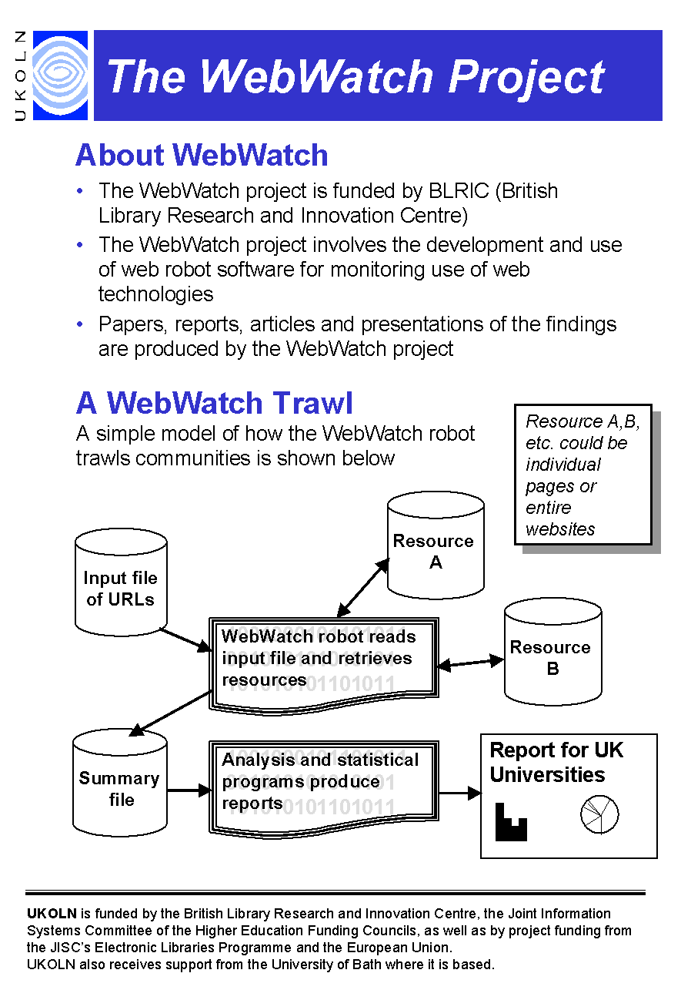 UKOLN
The WebWatch Project
About WebWatch
• The WebWatch project is funded by BLRIC (British
Library Research and Innovation Centre)
• The WebWatch project involves the development and use
of web robot software for monitoring use of web
technologies
• Papers, reports, articles and presentations of the findings
are produced by the WebWatch project
A WebWatch Trawl
A simple model of how the WebWatch robot
trawls communities is shown below
Resource A,B,
etc. could be
individual
pages or
entire
websites
Resource
A
Input file
of URLs
WebWatch robot reads
input file and retrieves
resources
Resource
B
Summary
file
Analysis and statistical
programs produce
reports
Report for UK
Universities
UKOLN is funded by the British Library Research and Innovation Centre, the Joint Information
Systems Committee of the Higher Education Funding Councils, as well as by project funding from
the JISC's Electronic Libraries Programme and the European Union.
UKOLN also receives support from the University of Bath where it is based.